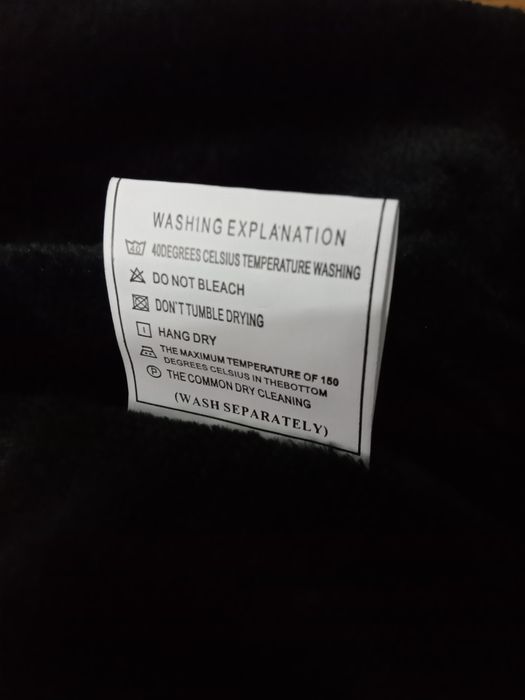 WASHING EXPLANATION
40 40DEGREES CELSIUS TEMPERATURE WASHING
DO NOT BLEACH
DON'T TUMBLE DRYING
HANG DRY
THE MAXIMUM TEMPERATURE OF 150
DEGREES CELSIUS IN THEBOTTOM
P THE COMMON DRY CLEANING
(WASH SEPARATELY)